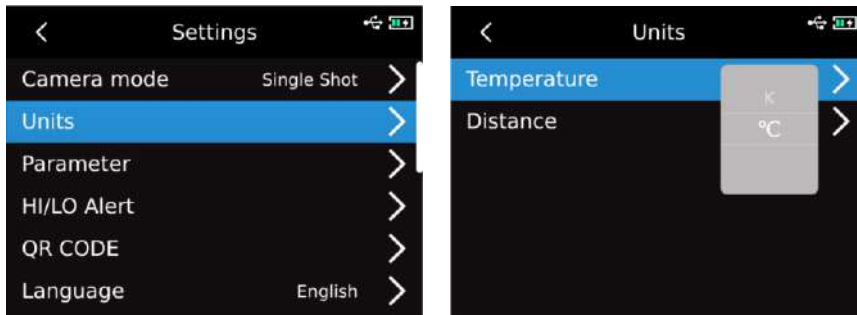 Settings
Camera mode Single Shot
Units
Parameter
HI/LO Alert
QR CODE
Language English
Units
Temperature
K
Distance
°C